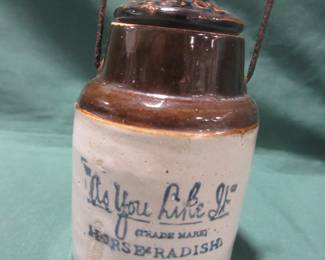 "As You Like It"
(TRADE MARK)
HORSE RADISH.